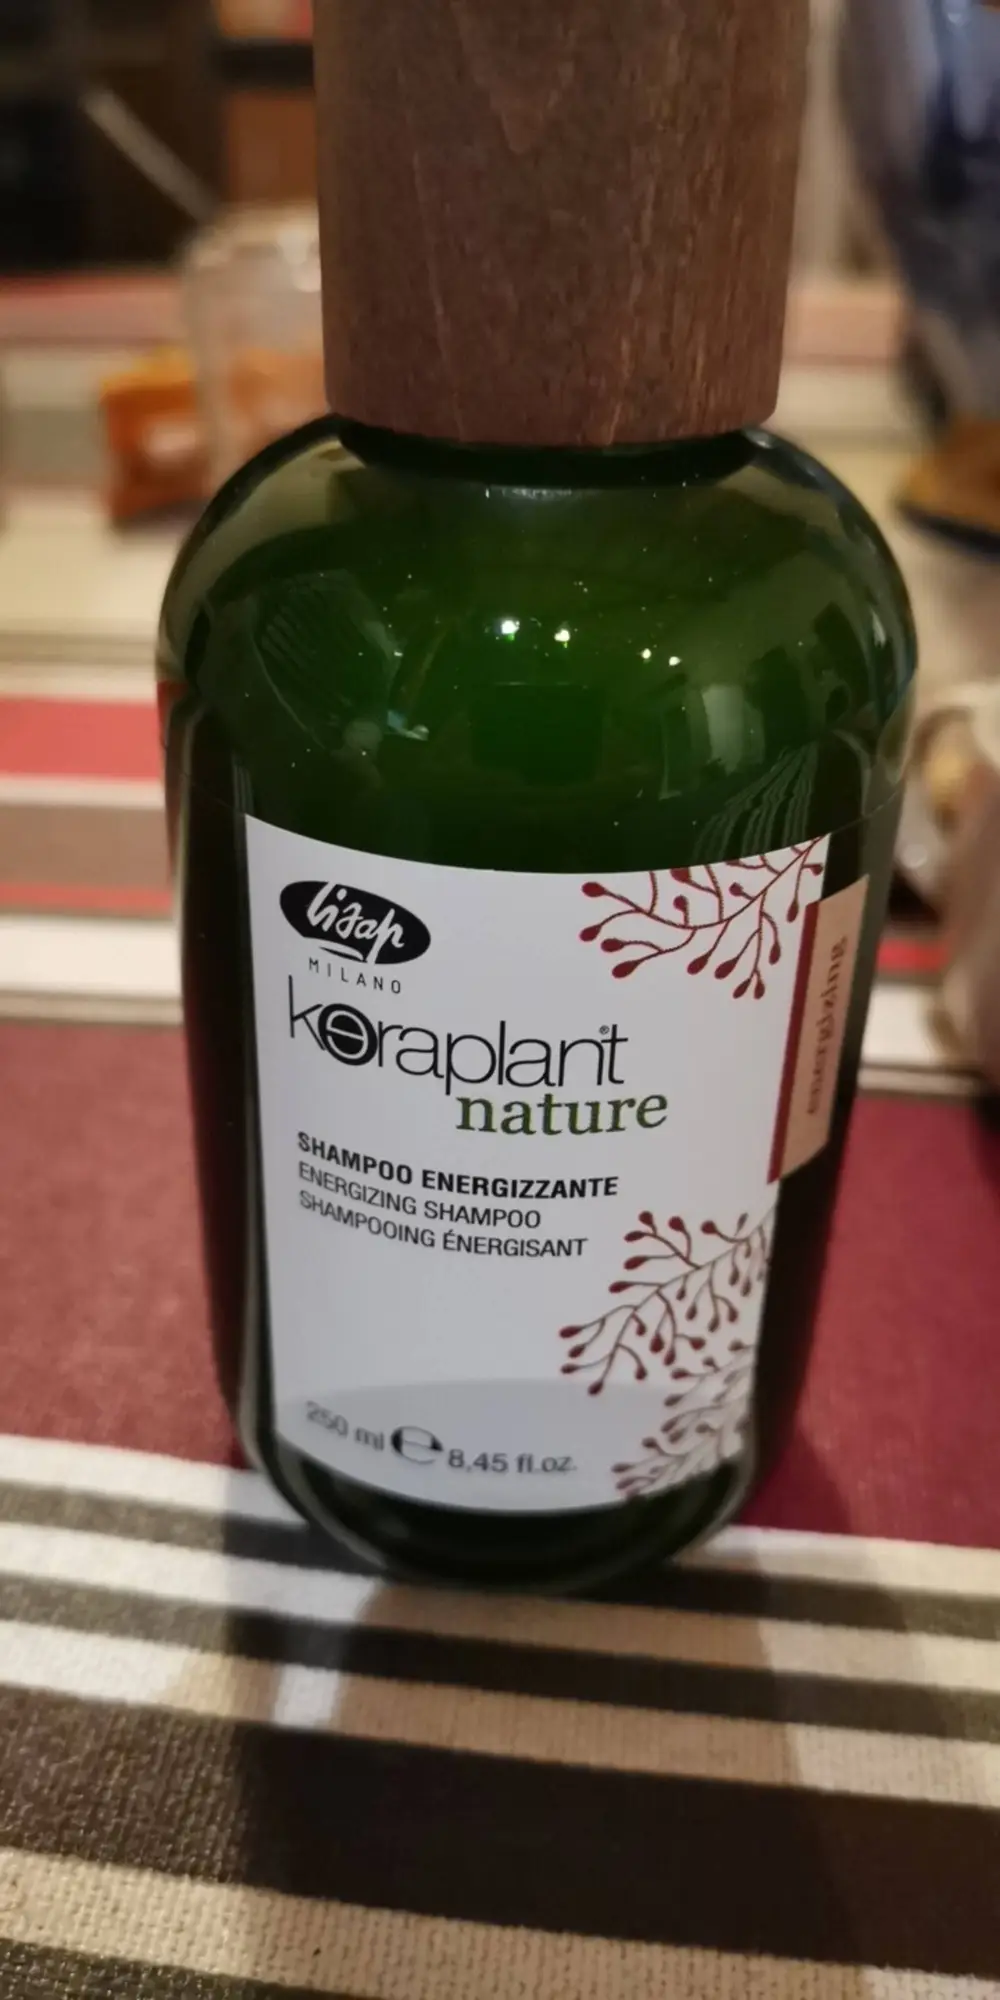 lisap
MILANO
keraplant®
nature
energizing
SHAMPOO ENERGIZZANTE
ENERGIZING SHAMPOO
SHAMPOOING ÉNERGISANT
250 ml ℮ 8,45 fl.oz.